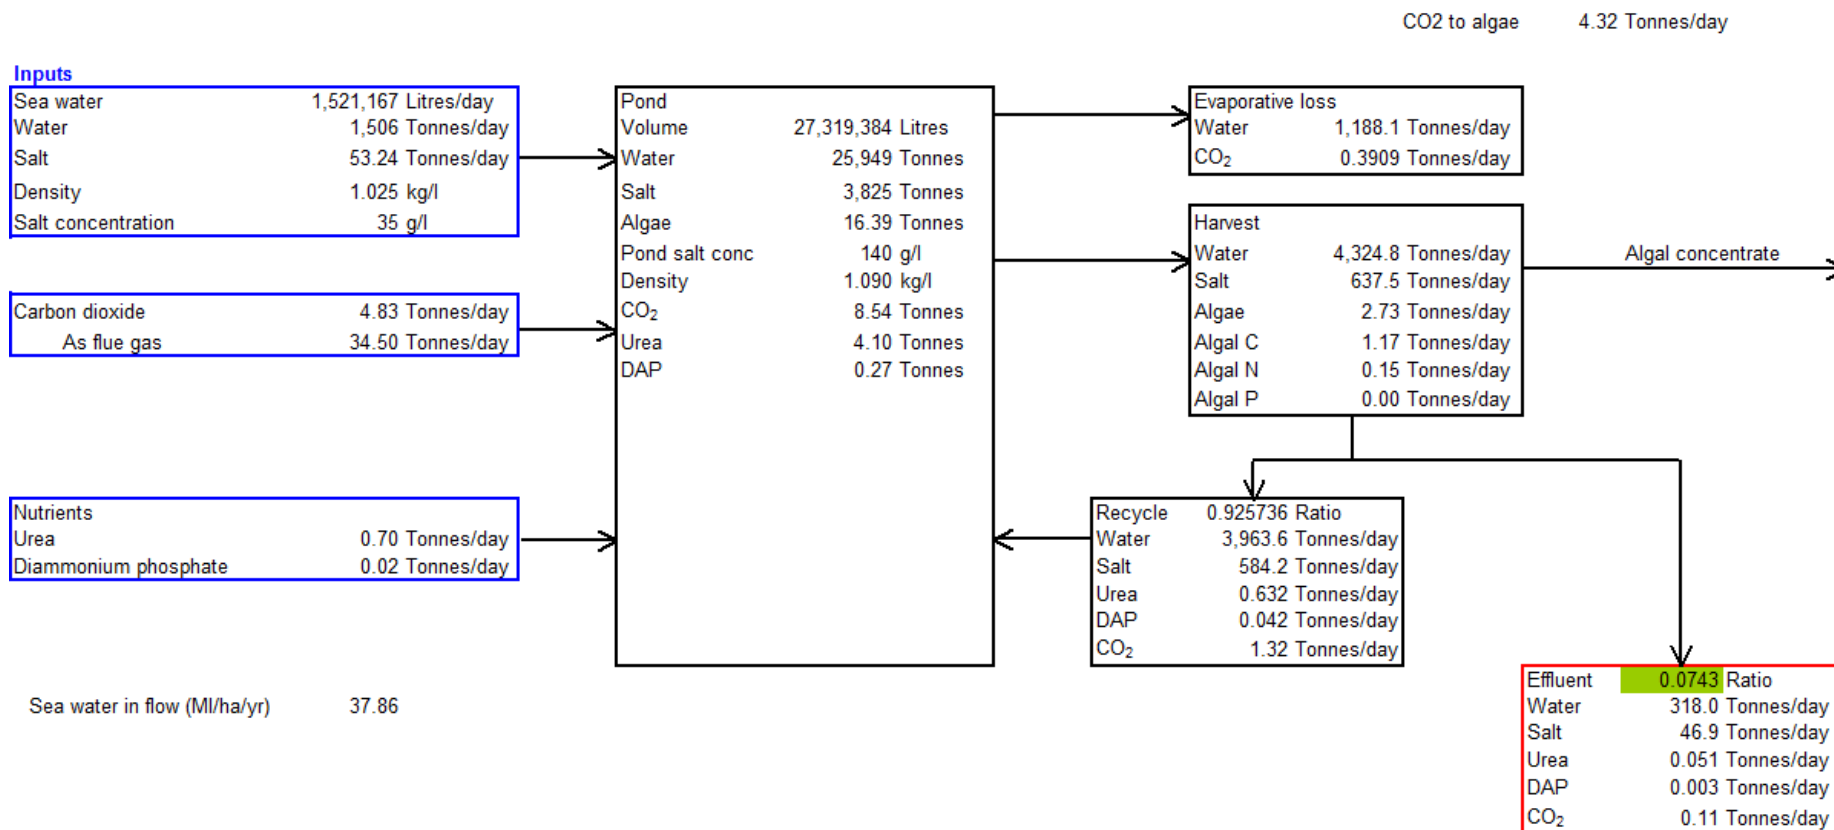 CO2 to algae 4.32 Tonnes/day
Inputs
Sea water 1,521,167 Litres/day
Water 1,506 Tonnes/day
Salt 53.24 Tonnes/day
Density 1.025 kg/l
Salt concentration 35 g/l
Carbon dioxide 4.83 Tonnes/day
As flue gas 34.50 Tonnes/day
Nutrients
Urea 0.70 Tonnes/day
Diammonium phosphate 0.02 Tonnes/day
Sea water in flow (Ml/ha/yr) 37.86
Pond
Volume 27,319,384 Litres
Water 25,949 Tonnes
Salt 3,825 Tonnes
Algae 16.39 Tonnes
Pond salt conc 140 g/l
Density 1.090 kg/l
CO₂ 8.54 Tonnes
Urea 4.10 Tonnes
DAP 0.27 Tonnes
Evaporative loss
Water 1,188.1 Tonnes/day
CO₂ 0.3909 Tonnes/day
Harvest
Water 4,324.8 Tonnes/day
Salt 637.5 Tonnes/day
Algae 2.73 Tonnes/day
Algal C 1.17 Tonnes/day
Algal N 0.15 Tonnes/day
Algal P 0.00 Tonnes/day
Algal concentrate
Recycle 0.925736 Ratio
Water 3,963.6 Tonnes/day
Salt 584.2 Tonnes/day
Urea 0.632 Tonnes/day
DAP 0.042 Tonnes/day
CO₂ 1.32 Tonnes/day
Effluent 0.0743 Ratio
Water 318.0 Tonnes/day
Salt 46.9 Tonnes/day
Urea 0.051 Tonnes/day
DAP 0.003 Tonnes/day
CO₂ 0.11 Tonnes/day